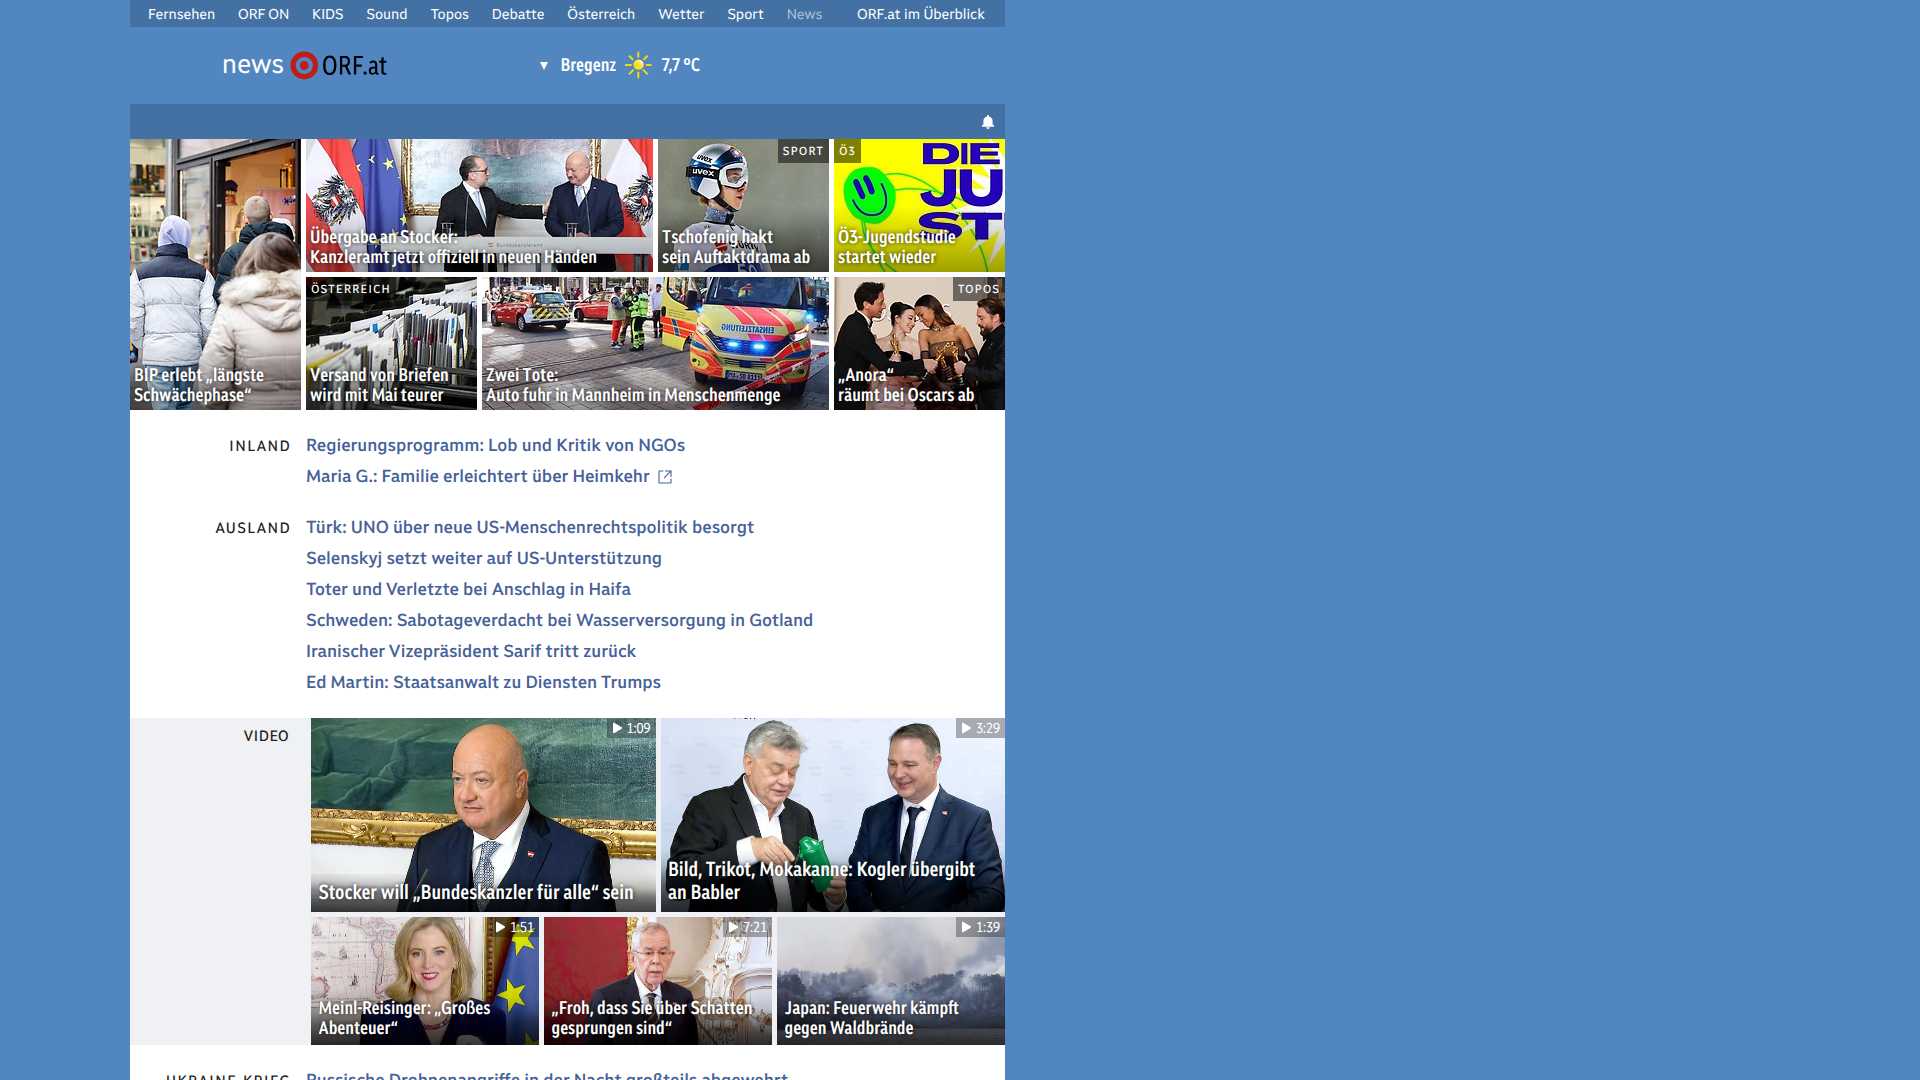 Fernsehen ORF ON KIDS Sound Topos Debatte Österreich Wetter Sport News ORF.at im Überblick
news ORF.at
Bregenz 7,7 °C
BIP erlebt „längste
Schwächephase“
Übergabe an Stocker:
Kanzleramt jetzt offiziell in neuen Händen
SPORT
uvex
uvex
Tschofenig hakt
sein Auftaktdrama ab
Ö3
DIE
JU
ST
Ö3-Jugendstudie
startet wieder
ÖSTERREICH
Versand von Briefen
wird mit Mai teurer
Zwei Tote:
Auto fuhr in Mannheim in Menschenmenge
TOPOS
„Anora“
räumt bei Oscars ab
INLAND
Regierungsprogramm: Lob und Kritik von NGOs
Maria G.: Familie erleichtert über Heimkehr
AUSLAND
Türk: UNO über neue US-Menschenrechtspolitik besorgt
Selenskyj setzt weiter auf US-Unterstützung
Toter und Verletzte bei Anschlag in Haifa
Schweden: Sabotageverdacht bei Wasserversorgung in Gotland
Iranischer Vizepräsident Sarif tritt zurück
Ed Martin: Staatsanwalt zu Diensten Trumps
VIDEO
1:09
Stocker will „Bundeskanzler für alle“ sein
3:29
Bild, Trikot, Mokakanne: Kogler übergibt
an Babler
1:51
Meinl-Reisinger: „Großes
Abenteuer“
7:21
„Froh, dass Sie über Schatten
gesprungen sind“
1:39
Japan: Feuerwehr kämpft
gegen Waldbrände
UKRAINE-KRIEG
Russische Drohnenangriffe in der Nacht großteils abgewehrt